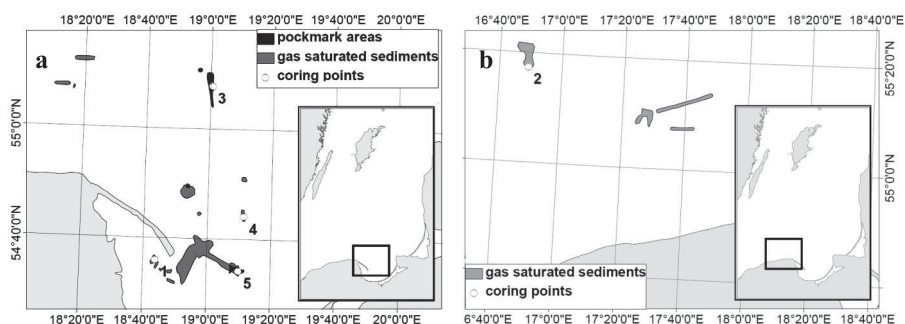 18°20'0"E 18°40'0"E 19°0'0"E 19°20'0"E 19°40'0"E 20°0'0"E
a
pockmark areas
gas saturated sediments
coring points
3
55°0'0"N
54°40'0"N
4
1
5
18°20'0"E 18°40'0"E 19°0'0"E 19°20'0"E 19°40'0"E 20°0'0"E
16°40'0"E 17°0'0"E 17°20'0"E 17°40'0"E 18°0'0"E 18°20'0"E 18°40'0"E
b
2
55°20'0"N
55°0'0"N
gas saturated sediments
coring points
6°40'0"E 17°0'0"E 17°20'0"E 17°40'0"E 18°0'0"E 18°20'0"E